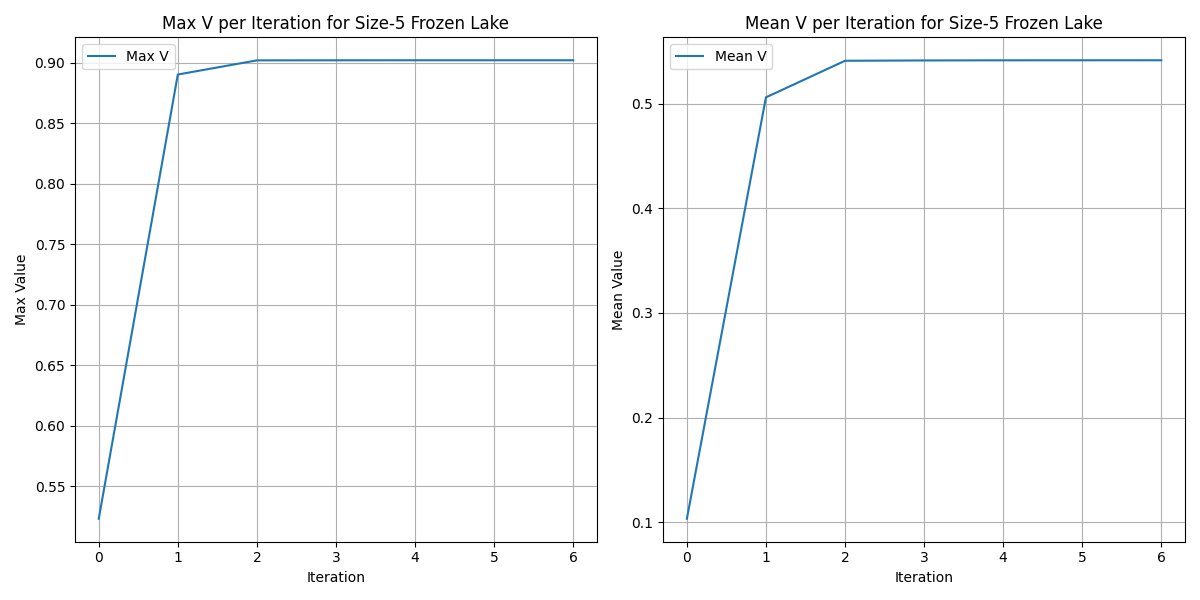 Max V per Iteration for Size-5 Frozen Lake
Max V
0.90
0.85
0.80
0.75
0.70
0.65
0.60
0.55
Max Value
0 1 2 3 4 5 6
Iteration
Mean V per Iteration for Size-5 Frozen Lake
Mean V
0.5
0.4
0.3
0.2
0.1
Mean Value
0 1 2 3 4 5 6
Iteration